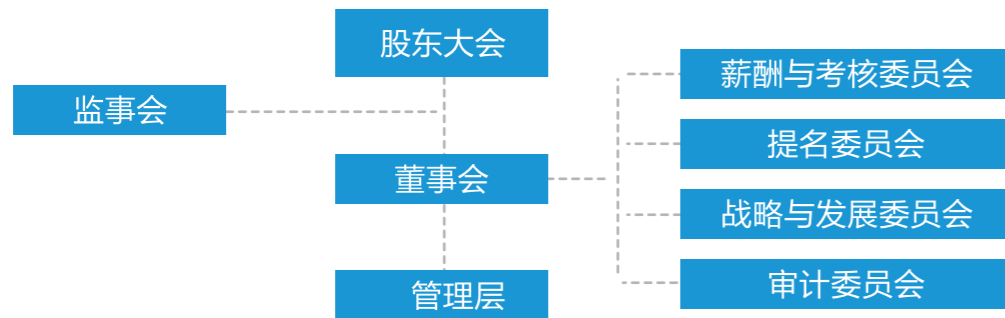 股东大会
监事会
董事会
管理层
薪酬与考核委员会
提名委员会
战略与发展委员会
审计委员会